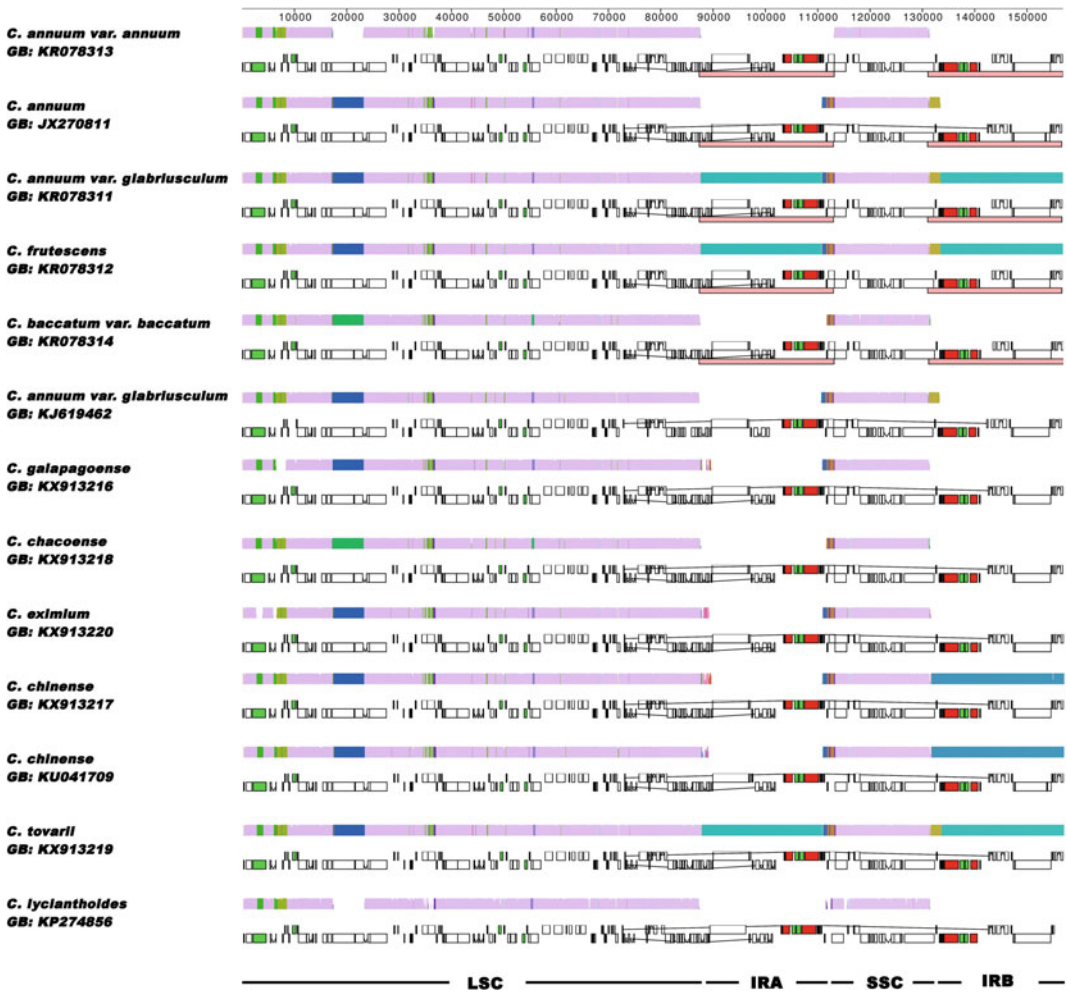 10000 20000 30000 40000 50000 60000 70000 80000 90000 100000 110000 120000 130000 140000 150000
C. annuum var. annuum
GB: KR078313
C. annuum
GB: JX270811
C. annuum var. glabriusculum
GB: KR078311
C. frutescens
GB: KR078312
C. baccatum var. baccatum
GB: KR078314
C. annuum var. glabriusculum
GB: KJ619462
C. galapagoense
GB: KX913216
C. chacoense
GB: KX913218
C. eximium
GB: KX913220
C. chinense
GB: KX913217
C. chinense
GB: KU041709
C. tovarii
GB: KX913219
C. lycianthoides
GB: KP274856
LSC IRA SSC IRB